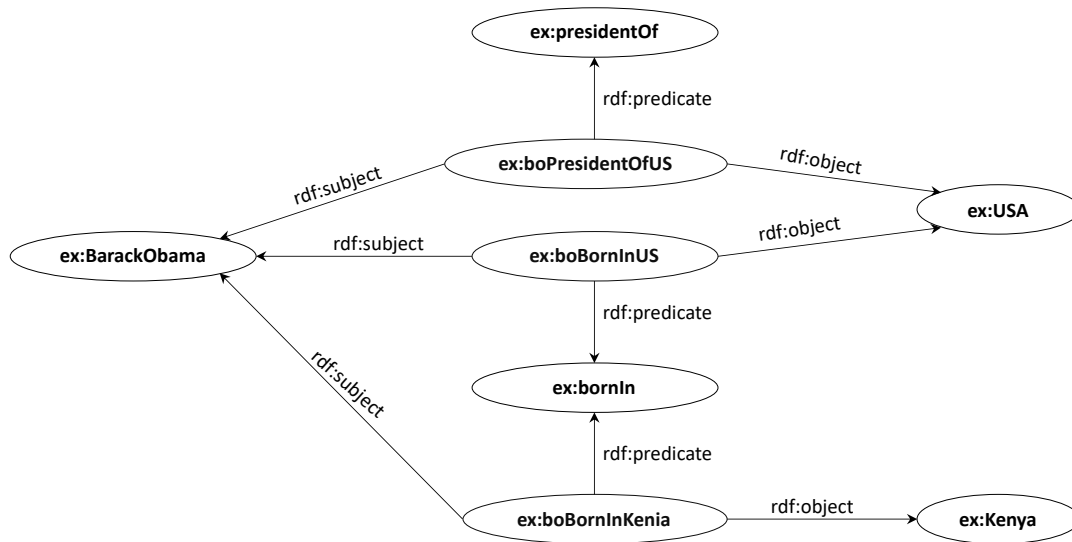 ex:presidentOf
rdf:predicate
ex:boPresidentOfUS
rdf:object
rdf:subject
ex:USA
rdf:object
rdf:subject
ex:BarackObama
ex:boBornInUS
rdf:predicate
rdf:subject
ex:bornIn
rdf:predicate
ex:boBornInKenia
rdf:object
ex:Kenya